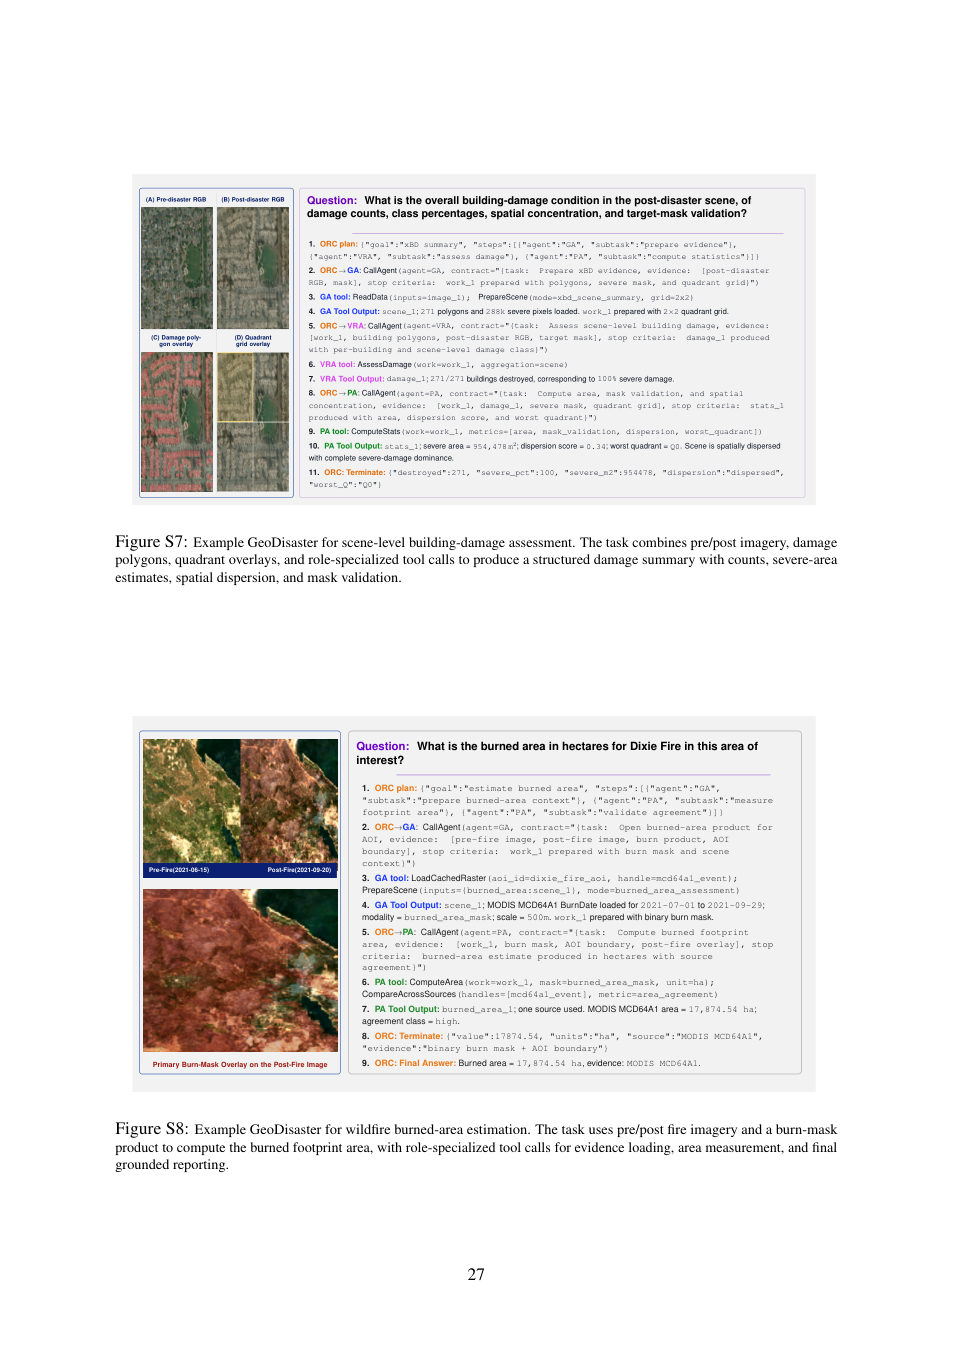 (A) Pre-disaster RGB
(B) Post-disaster RGB
(C) Damage poly-
gon overlay
(D) Quadrant
grid overlay
Question: What is the overall building-damage condition in the post-disaster scene, of
damage counts, class percentages, spatial concentration, and target-mask validation?
1. ORC plan: {"goal":"xBD summary", "steps":[{"agent":"GA", "subtask":"prepare evidence"},
{"agent":"VRA", "subtask":"assess damage"}, {"agent":"PA", "subtask":"compute statistics"}]}
2. ORC→GA: CallAgent(agent=GA, contract="{task: Prepare xBD evidence, evidence: [post-disaster
RGB, mask], stop criteria: work_1 prepared with polygons, severe mask, and quadrant grid}")
3. GA tool: ReadData(inputs=image_1); PrepareScene(mode=xbd_scene_summary, grid=2x2)
4. GA Tool Output: scene_1; 271 polygons and 288k severe pixels loaded. work_1 prepared with 2×2 quadrant grid.
5. ORC→VRA: CallAgent(agent=VRA, contract="{task: Assess scene-level building damage, evidence:
[work_1, building polygons, post-disaster RGB, target mask], stop criteria: damage_1 produced
with per-building and scene-level damage class}")
6. VRA tool: AssessDamage(work=work_1, aggregation=scene)
7. VRA Tool Output: damage_1; 271/271 buildings destroyed, corresponding to 100% severe damage.
8. ORC→PA: CallAgent(agent=PA, contract="{task: Compute area, mask validation, and spatial
concentration, evidence: [work_1, damage_1, severe mask, quadrant grid], stop criteria: stats_1
produced with area, dispersion score, and worst quadrant}")
9. PA tool: ComputeStats(work=work_1, metrics=[area, mask_validation, dispersion, worst_quadrant])
10. PA Tool Output: stats_1; severe area = 954,478m²; dispersion score = 0.34; worst quadrant = Q0. Scene is spatially dispersed
with complete severe-damage dominance.
11. ORC: Terminate: {"destroyed":271, "severe_pct":100, "severe_m2":954478, "dispersion":"dispersed",
"worst_Q":"Q0"}
Figure S7: Example GeoDisaster for scene-level building-damage assessment. The task combines pre/post imagery, damage
polygons, quadrant overlays, and role-specialized tool calls to produce a structured damage summary with counts, severe-area
estimates, spatial dispersion, and mask validation.
Pre-Fire(2021-06-15)
Post-Fire(2021-09-20)
Primary Burn-Mask Overlay on the Post-Fire Image
Question: What is the burned area in hectares for Dixie Fire in this area of
interest?
1. ORC plan: {"goal":"estimate burned area", "steps":[{"agent":"GA",
"subtask":"prepare burned-area context"}, {"agent":"PA", "subtask":"measure
footprint area"}, {"agent":"PA", "subtask":"validate agreement"}]}
2. ORC→GA: CallAgent(agent=GA, contract="{task: Open burned-area product for
AOI, evidence: [pre-fire image, post-fire image, burn product, AOI
boundary], stop criteria: work_1 prepared with burn mask and scene
context}")
3. GA tool: LoadCachedRaster(aoi_id=dixie_fire_aoi, handle=mcd64a1_event);
PrepareScene(inputs={burned_area:scene_1}, mode=burned_area_assessment)
4. GA Tool Output: scene_1; MODIS MCD64A1 BurnDate loaded for 2021-07-01 to 2021-09-29;
modality = burned_area_mask; scale = 500m. work_1 prepared with binary burn mask.
5. ORC→PA: CallAgent(agent=PA, contract="{task: Compute burned footprint
area, evidence: [work_1, burn mask, AOI boundary, post-fire overlay], stop
criteria: burned-area estimate produced in hectares with source
agreement}")
6. PA tool: ComputeArea(work=work_1, mask=burned_area_mask, unit=ha);
CompareAcrossSources(handles=[mcd64a1_event], metric=area_agreement)
7. PA Tool Output: burned_area_1; one source used. MODIS MCD64A1 area = 17,874.54 ha;
agreement class = high.
8. ORC: Terminate: {"value":17874.54, "units":"ha", "source":"MODIS MCD64A1",
"evidence":"binary burn mask + AOI boundary"}
9. ORC: Final Answer: Burned area = 17,874.54 ha, evidence: MODIS MCD64A1.
Figure S8: Example GeoDisaster for wildfire burned-area estimation. The task uses pre/post fire imagery and a burn-mask
product to compute the burned footprint area, with role-specialized tool calls for evidence loading, area measurement, and final
grounded reporting.
27